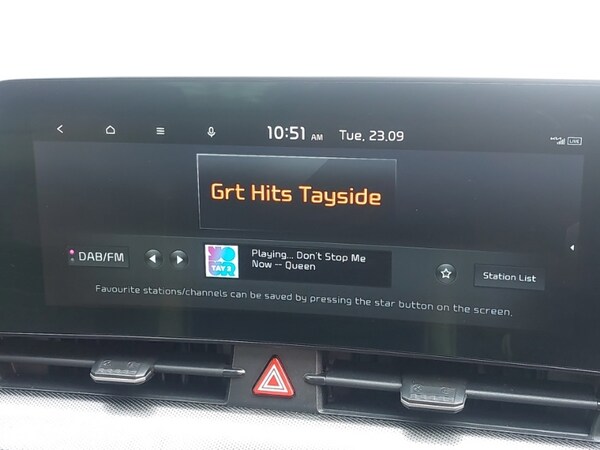 10:51 AM Tue, 23.09
LIVE
Grt Hits Tayside
DAB/FM
TAY 2
Playing... Don't Stop Me
Now -- Queen
Station List
Favourite stations/channels can be saved by pressing the star button on the screen.